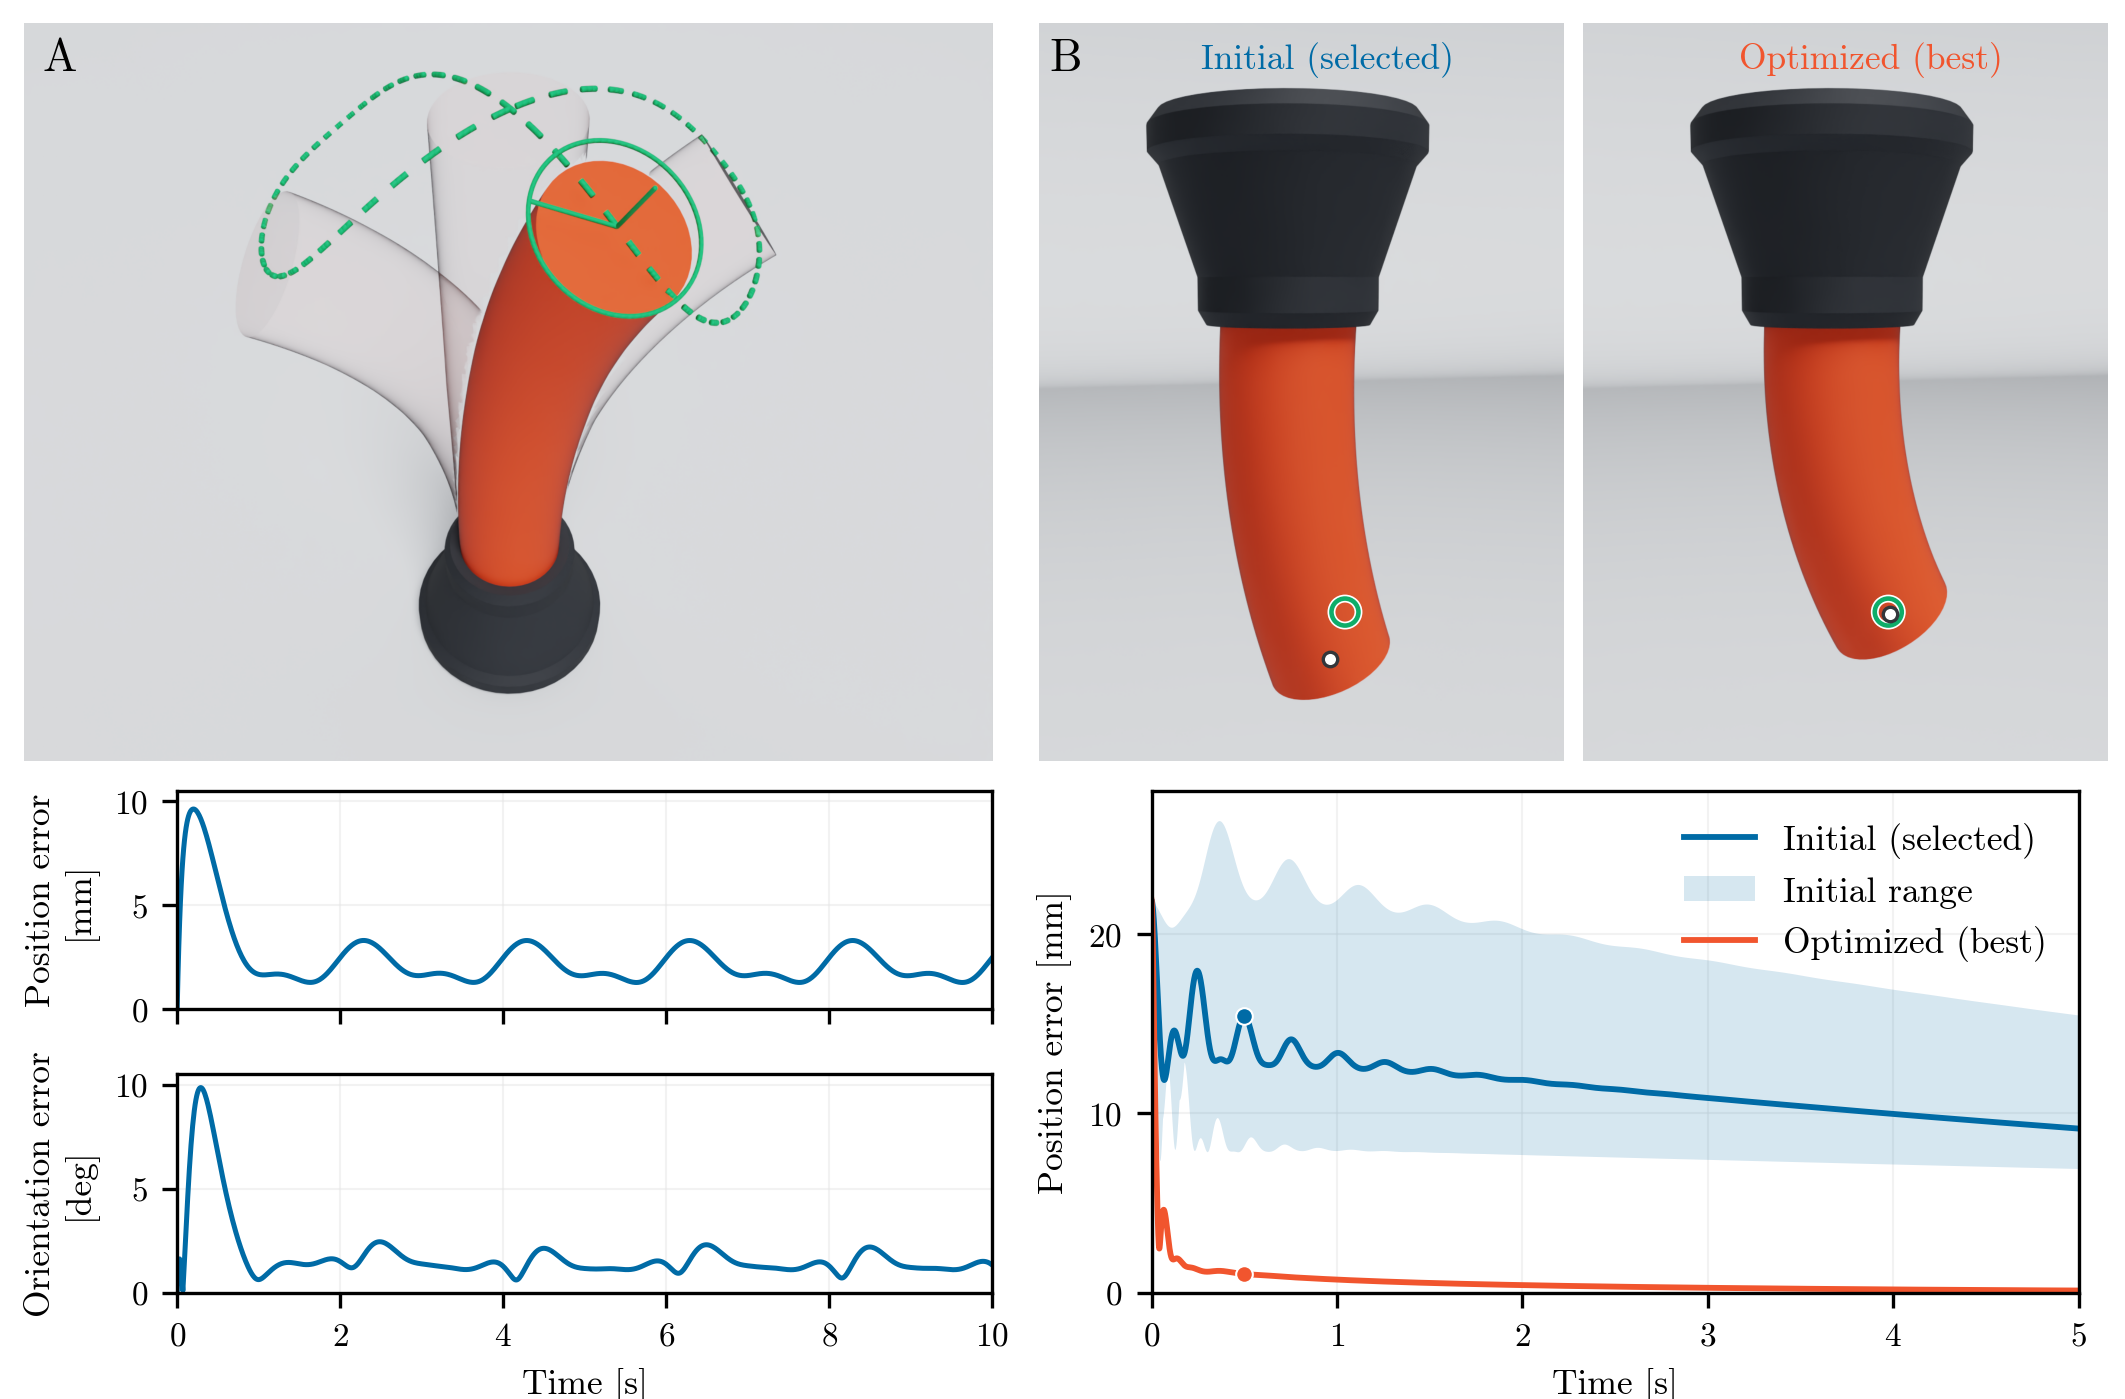 A
B
Initial (selected)
Optimized (best)
Position error
[mm]
10
5
0
Orientation error
[deg]
10
5
0
0 2 4 6 8 10
Time [s]
Position error [mm]
20
10
0
Initial (selected)
Initial range
Optimized (best)
0 1 2 3 4 5
Time [s]